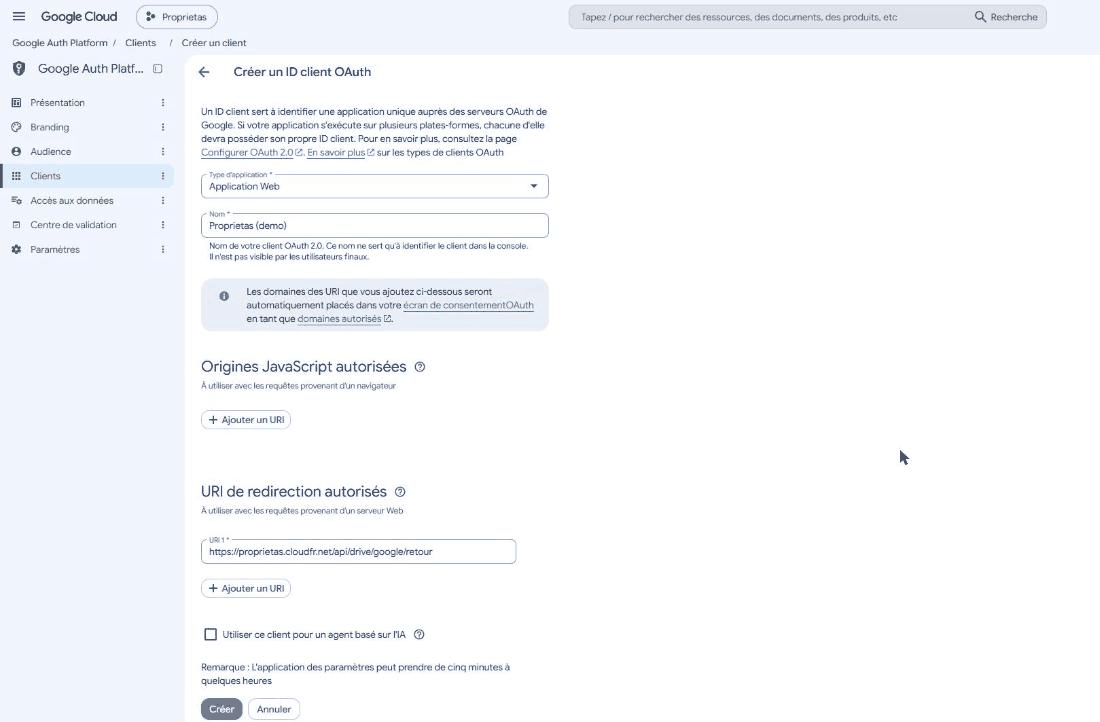 Google Cloud
Proprietas
Tapez / pour rechercher des ressources, des documents, des produits, etc
Recherche
Google Auth Platform / Clients / Créer un client
Google Auth Platf...
Créer un ID client OAuth
Présentation
Branding
Audience
Clients
Accès aux données
Centre de validation
Paramètres
Un ID client sert à identifier une application unique auprès des serveurs OAuth de
Google. Si votre application s'exécute sur plusieurs plates-formes, chacune d'elle
devra posséder son propre ID client. Pour en savoir plus, consultez la page
Configurer OAuth 2.0. En savoir plus sur les types de clients OAuth
Type d'application *
Application Web
Nom *
Proprietas (demo)
Nom de votre client OAuth 2.0. Ce nom ne sert qu'à identifier le client dans la console.
Il n'est pas visible par les utilisateurs finaux.
Les domaines des URI que vous ajoutez ci-dessous seront
automatiquement placés dans votre écran de consentementOAuth
en tant que domaines autorisés.
Origines JavaScript autorisées
À utiliser avec les requêtes provenant d'un navigateur
+ Ajouter un URI
URI de redirection autorisés
À utiliser avec les requêtes provenant d'un serveur Web
URI 1 *
https://proprietas.cloudfr.net/api/drive/google/retour
+ Ajouter un URI
Utiliser ce client pour un agent basé sur l'IA
Remarque : L'application des paramètres peut prendre de cinq minutes à
quelques heures
Créer
Annuler